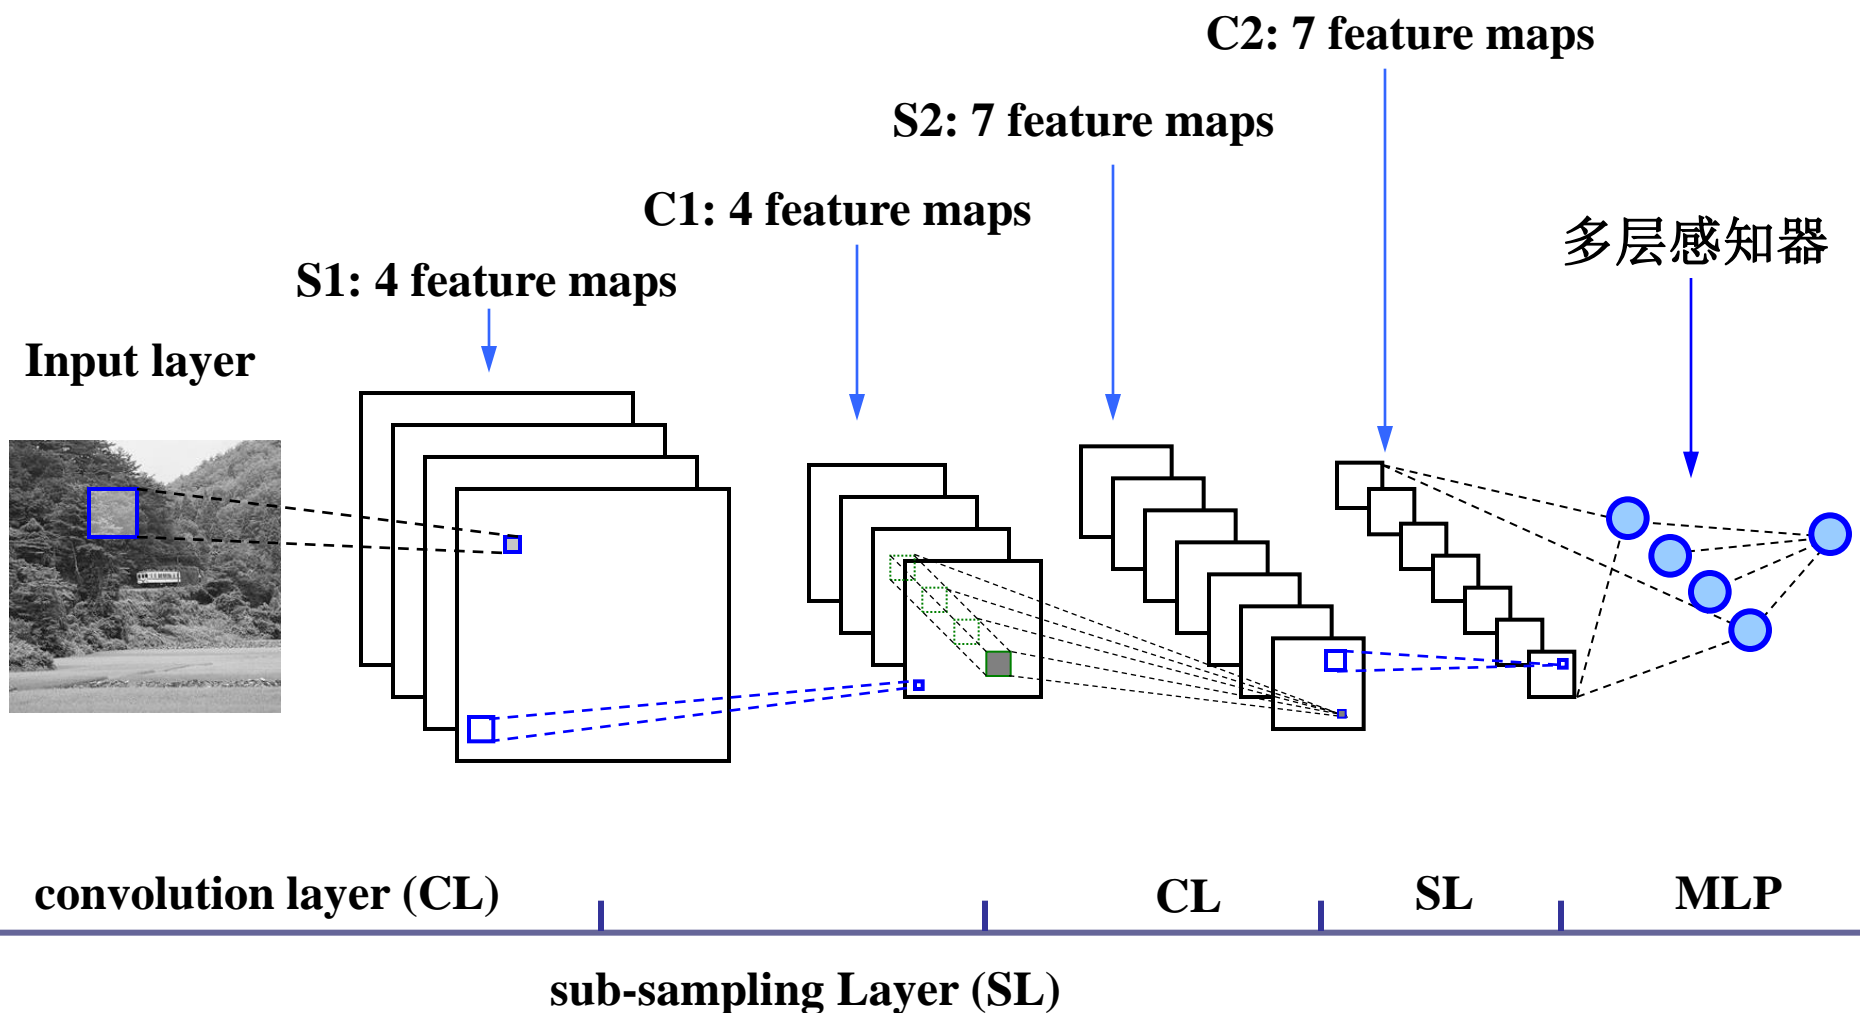 C2: 7 feature maps
S2: 7 feature maps
C1: 4 feature maps
多层感知器
S1: 4 feature maps
Input layer
convolution layer (CL)
CL
SL
MLP
sub-sampling Layer (SL)